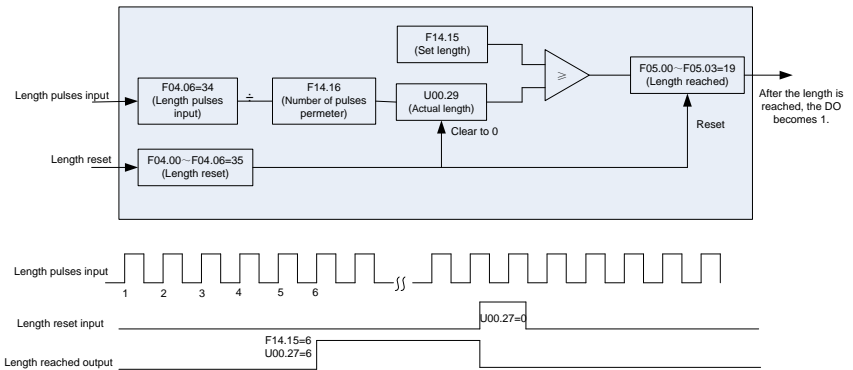 F14.15
(Set length)
F05.00～F05.03=19
(Length reached)
After the length is
reached, the DO
becomes 1.
Length pulses input
F04.06=34
(Length pulses
input)
÷
F14.16
(Number of pulses
permeter)
U00.29
(Actual length)
≥
Clear to 0
Reset
Length reset
F04.00～F04.06=35
(Length reset)
Length pulses input
1 2 3 4 5 6
Length reset input
U00.27=0
F14.15=6
U00.27=6
Length reached output